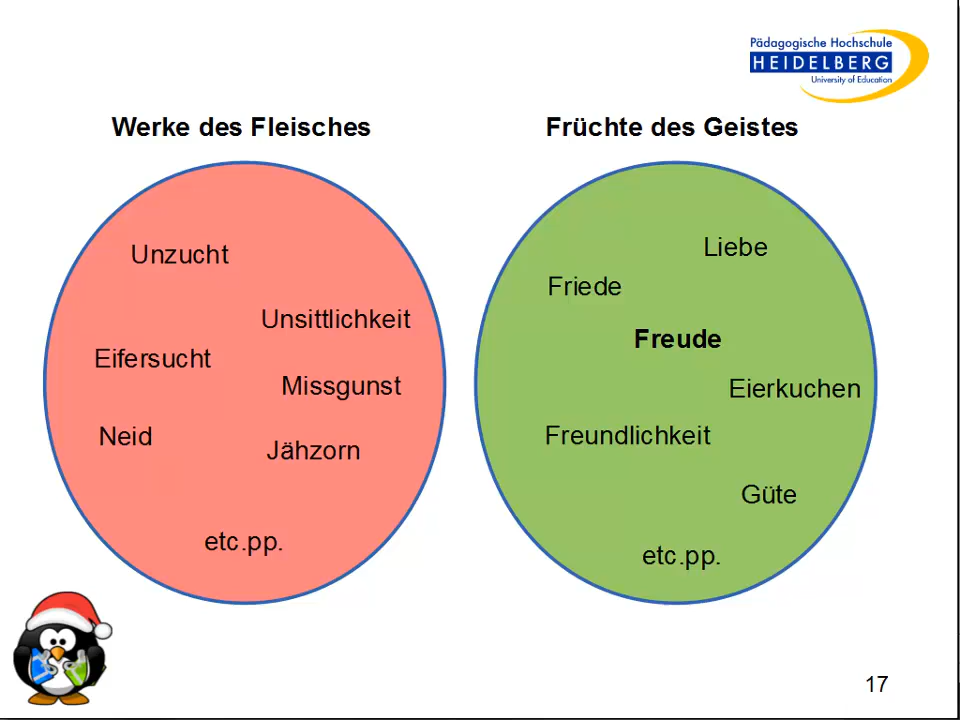 Pädagogische Hochschule
HEIDELBERG
University of Education
Werke des Fleisches
Unzucht
Unsittlichkeit
Eifersucht
Missgunst
Neid
Jähzorn
etc.pp.
Früchte des Geistes
Liebe
Friede
Freude
Eierkuchen
Freundlichkeit
Güte
etc.pp.
17